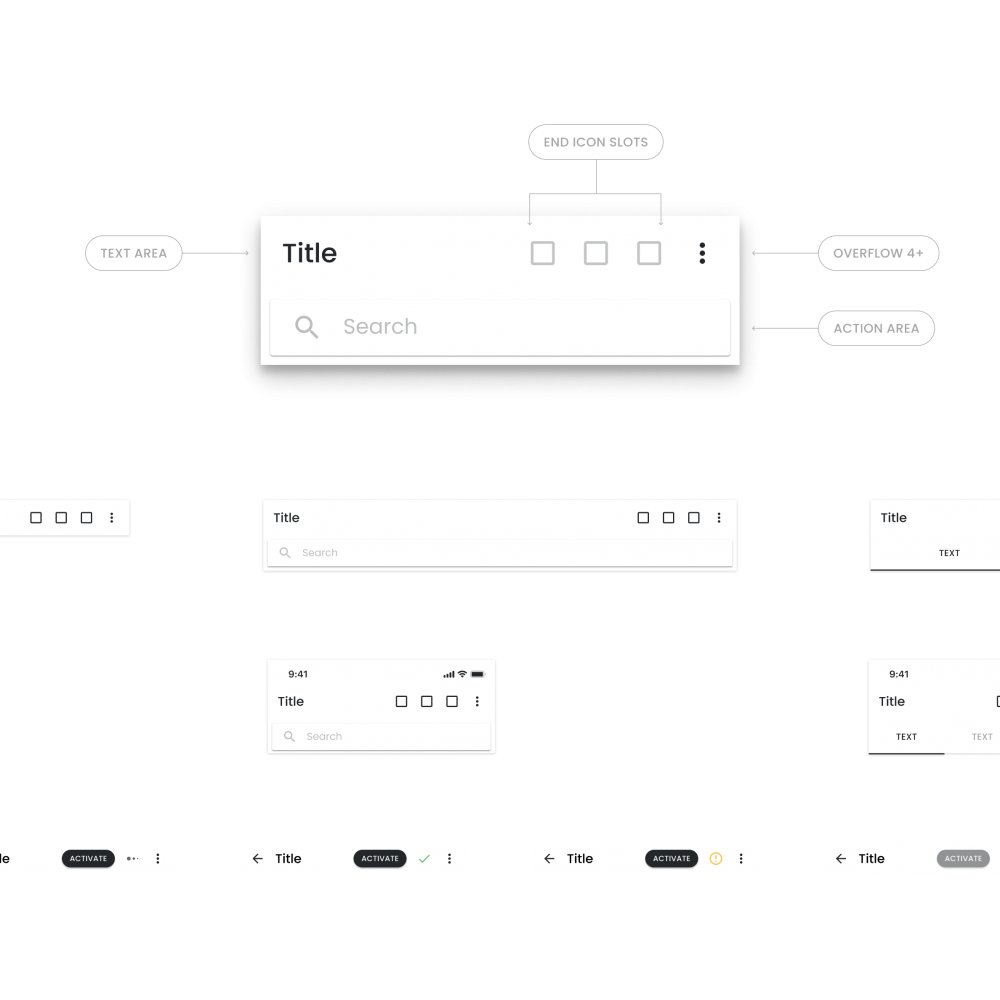 END ICON SLOTS
TEXT AREA
Title
OVERFLOW 4+
Search
ACTION AREA
Title
Search
Title
TEXT
9:41
Title
Search
9:41
Title
TEXT TEXT
le ACTIVATE
Title ACTIVATE
Title ACTIVATE
Title ACTIVATE